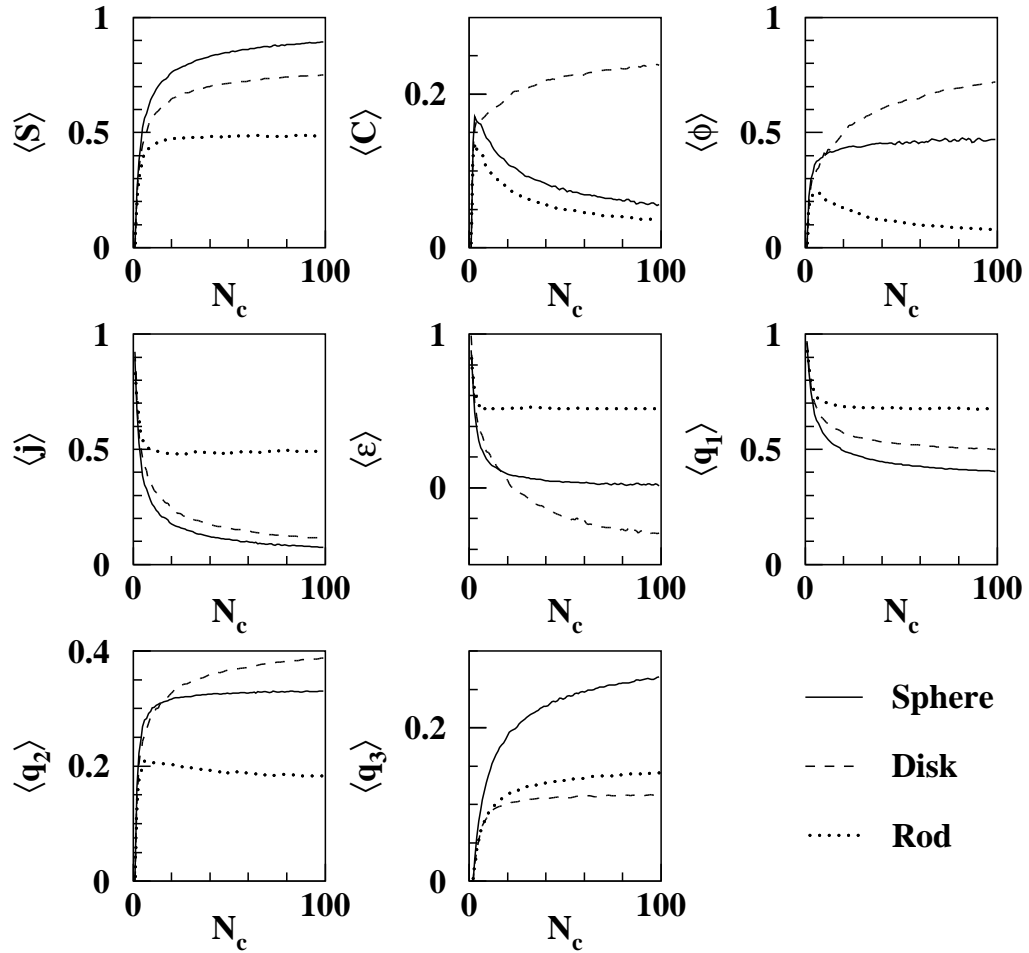 1
0.5
0
⟨S⟩
0 100
N_c
0.2
0
⟨C⟩
0 100
N_c
1
0.5
0
⟨ϕ⟩
0 100
N_c
1
0.5
0
⟨j⟩
0 100
N_c
1
0
⟨ε⟩
0 100
N_c
1
0.5
0
⟨q_1⟩
0 100
N_c
0.4
0.2
0
⟨q_2⟩
0 100
N_c
0.2
0
⟨q_3⟩
0 100
N_c
Sphere
Disk
Rod